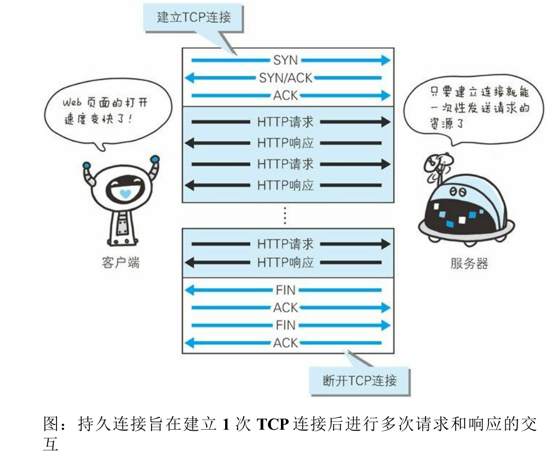 建立TCP连接
SYN
SYN/ACK
ACK
Web 页面的打开
速度变快了!
只要建立连接就能
一次性发送请求的
资源了
HTTP请求
HTTP响应
HTTP请求
HTTP响应
HTTP请求
HTTP响应
客户端
服务器
FIN
ACK
FIN
ACK
断开TCP连接
图：持久连接旨在建立 1 次 TCP 连接后进行多次请求和响应的交
互